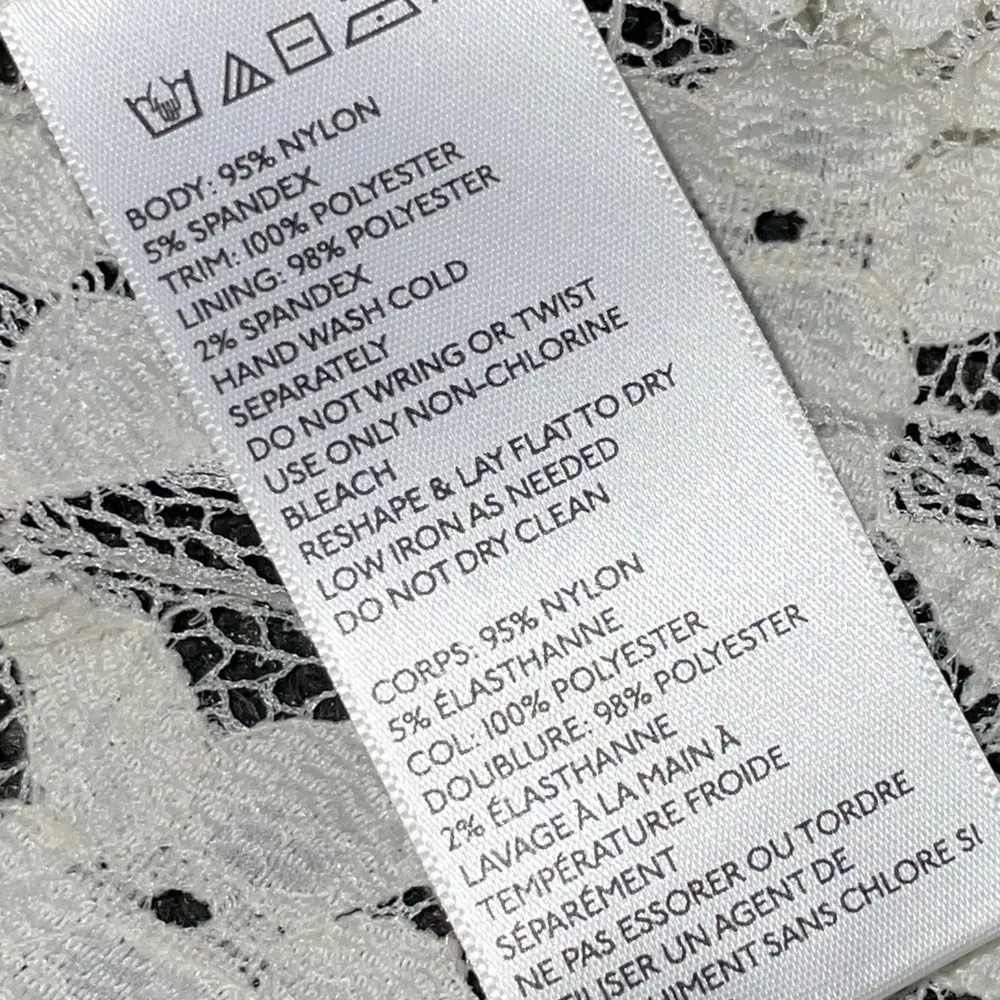 BODY: 95% NYLON
5% SPANDEX
TRIM: 100% POLYESTER
LINING: 98% POLYESTER
2% SPANDEX
HAND WASH COLD
SEPARATELY
DO NOT WRING OR TWIST
USE ONLY NON-CHLORINE
BLEACH
RESHAPE & LAY FLAT TO DRY
LOW IRON AS NEEDED
DO NOT DRY CLEAN
CORPS: 95% NYLON
5% ÉLASTHANNE
COL: 100% POLYESTER
DOUBLURE: 98% POLYESTER
2% ÉLASTHANNE
LAVAGE À LA MAIN À
TEMPÉRATURE FROIDE
SÉPARÉMENT
NE PAS ESSORER OU TORDRE
TILISER UN AGENT DE
HIMENT SANS CHLORE SI